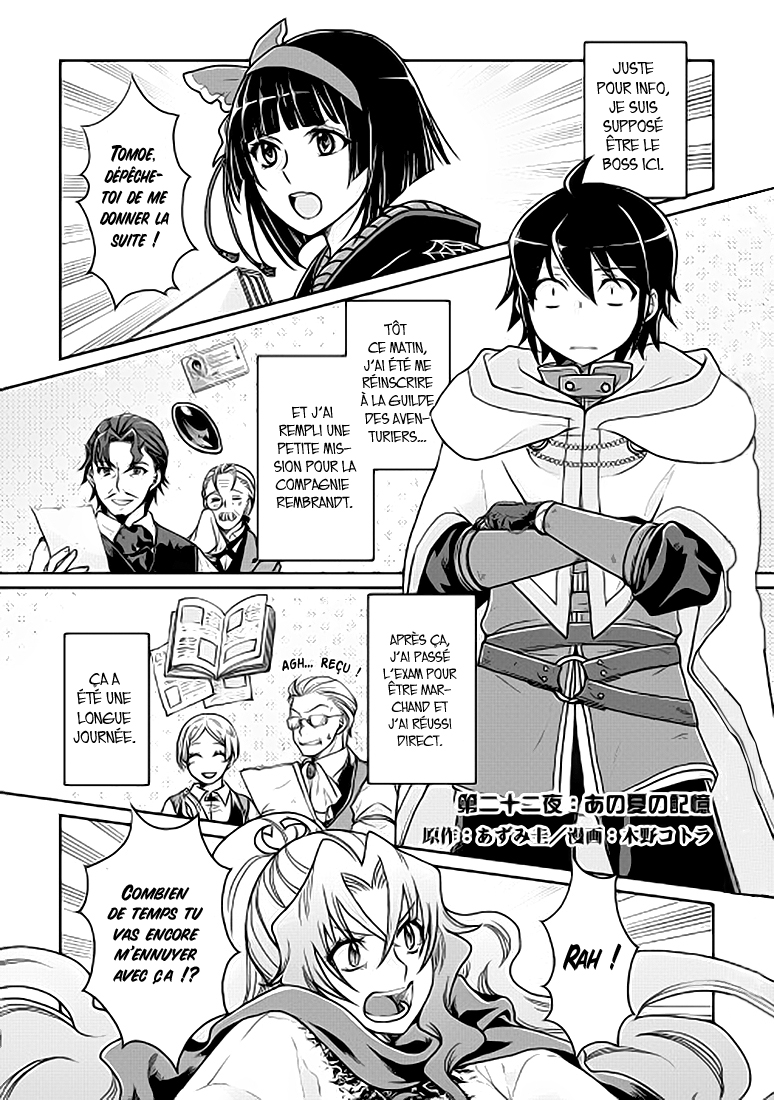 JUSTE
POUR INFO,
JE SUIS
SUPPOSÉ
ÊTRE LE
BOSS ICI.
TOMOE,
DÉPÊCHE-
TOI DE ME
DONNER LA
SUITE !
TÔT
CE MATIN,
J'AI ÉTÉ ME
RÉINSCRIRE
À LA GUILDE
DES AVEN-
TURIERS...
ET J'AI
REMPLI UNE
PETITE MIS-
SION POUR LA
COMPAGNIE
REMBRANDT.
APRÈS ÇA,
J'AI PASSÉ
L'EXAM POUR
ÊTRE MAR-
CHAND ET
J'AI RÉUSSI
DIRECT.
AGH... REÇU !
ÇA A
ÉTÉ UNE
LONGUE
JOURNÉE.
第二十二夜：あの夏の記憶
原作：あずみ圭／漫画：木野コトラ
RAH !
COMBIEN
DE TEMPS TU
VAS ENCORE
M'ENNUYER
AVEC ÇA !?